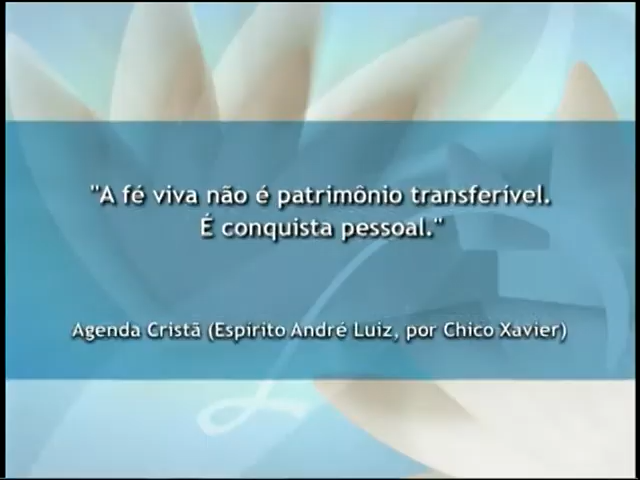 "A fé viva não é patrimônio transferível.
É conquista pessoal."
Agenda Cristã (Espírito André Luiz, por Chico Xavier)